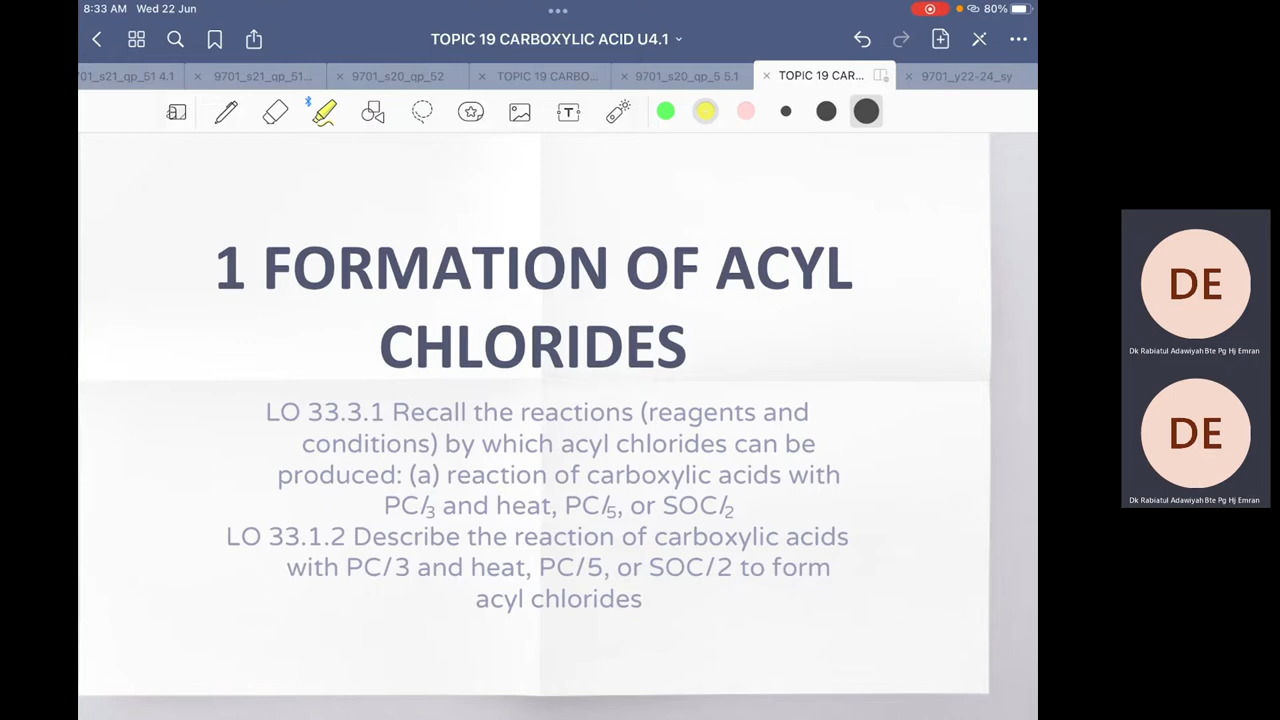 8:33 AM Wed 22 Jun
80%
TOPIC 19 CARBOXYLIC ACID U4.1
'1_s21_qp_51 4.1
9701_s21_qp_51...
9701_s20_qp_52
TOPIC 19 CARBO...
9701_s20_qp_5 5.1
TOPIC 19 CAR...
9701_y22-24_sy
T
1 FORMATION OF ACYL
CHLORIDES
LO 33.3.1 Recall the reactions (reagents and
conditions) by which acyl chlorides can be
produced: (a) reaction of carboxylic acids with
PCl₃ and heat, PCl₅, or SOCl₂
LO 33.1.2 Describe the reaction of carboxylic acids
with PC/3 and heat, PC/5, or SOC/2 to form
acyl chlorides
DE
Dk Rabiatul Adawiyah Bte Pg Hj Emran
DE
Dk Rabiatul Adawiyah Bte Pg Hj Emran